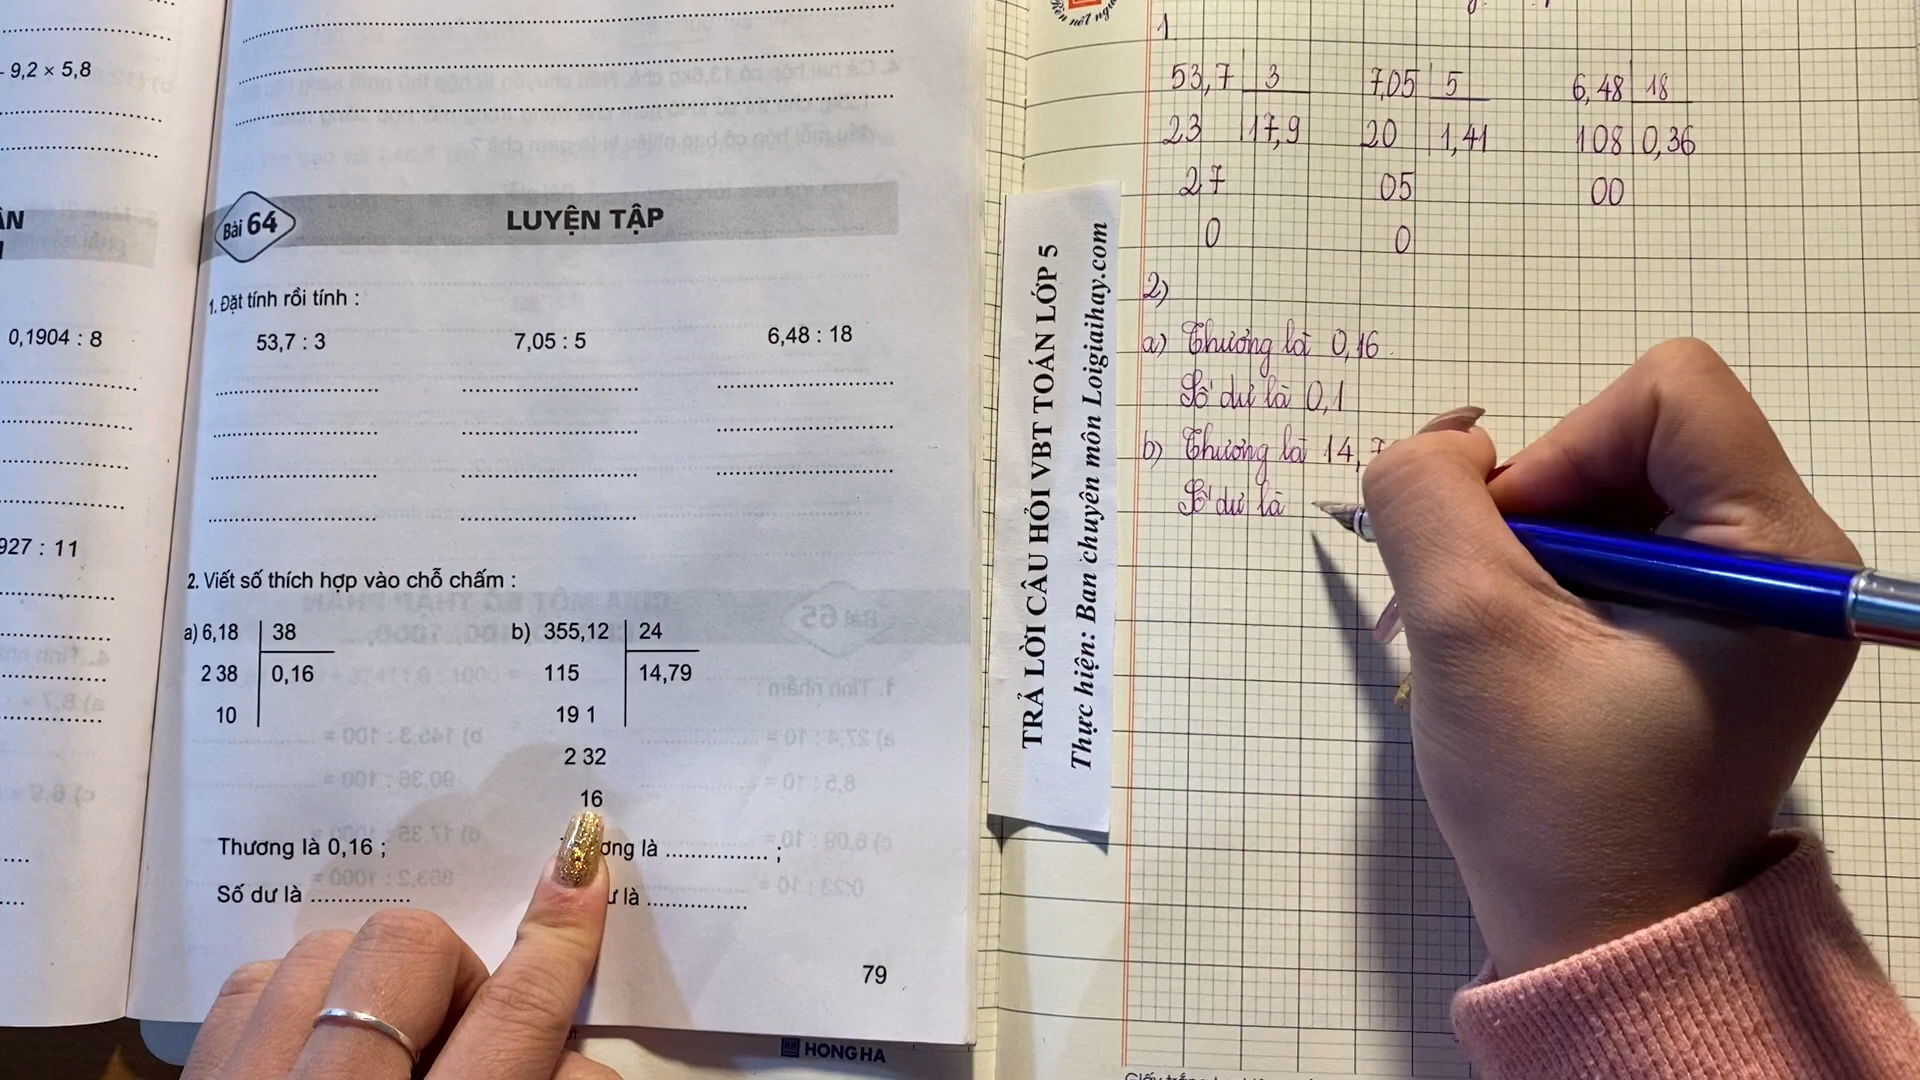 - 9,2 × 5,8
ÂN
0,1904 : 8
927 : 11
Bài 64
LUYỆN TẬP
1. Đặt tính rồi tính :
53,7 : 3 7,05 : 5 6,48 : 18
2. Viết số thích hợp vào chỗ chấm :
a) 6,18 38 b) 355,12 24
2 38 0,16 115 14,79
10 19 1
2 32
16
Thương là 0,16 ; ơng là ................ ;
Số dư là ............... ư là ...............
79
HONG HA
TRẢ LỜI CÂU HỎI VBT TOÁN LỚP 5
Thực hiện: Ban chuyên môn Loigiaihay.com
1
53,7 3 7,05 5 6,48 18
23 17,9 20 1,41 108 0,36
27 05 00
0 0
2)
a) Thương là 0,16.
Số dư là 0,1
b) Thương là 14,7
Số dư là